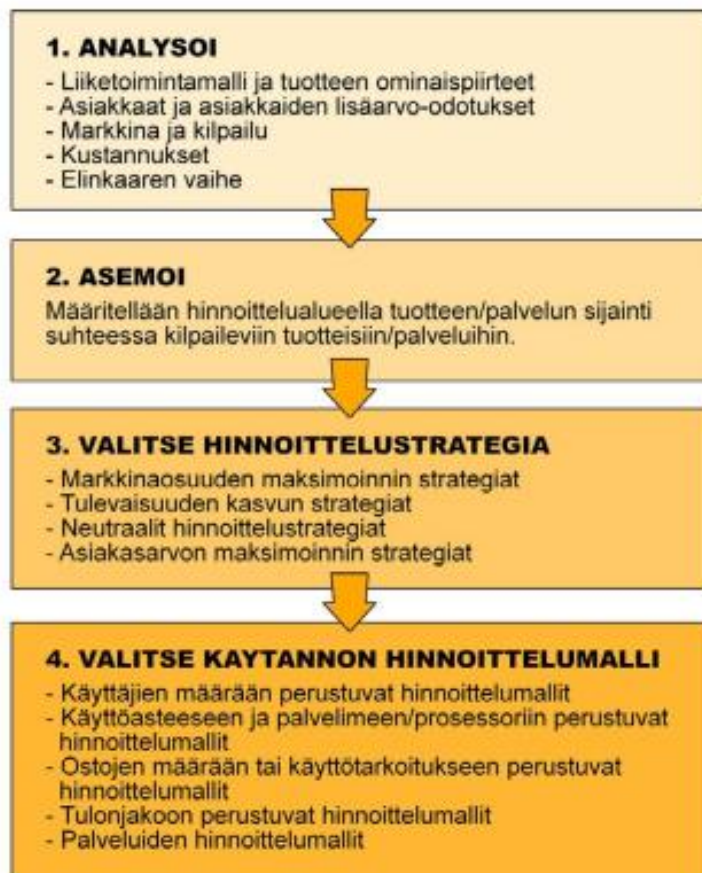 1. ANALYSOI
- Liiketoimintamalli ja tuotteen ominaispiirteet
- Asiakkaat ja asiakkaiden lisäarvo-odotukset
- Markkina ja kilpailu
- Kustannukset
- Elinkaaren vaihe
2. ASEMOI
Määritellään hinnoittelualueella tuotteen/palvelun sijainti
suhteessa kilpaileviin tuotteisiin/palveluihin.
3. VALITSE HINNOITTELUSTRATEGIA
- Markkinaosuuden maksimoinnin strategiat
- Tulevaisuuden kasvun strategiat
- Neutraalit hinnoittelustrategiat
- Asiakasarvon maksimoinnin strategiat
4. VALITSE KAYTANNON HINNOITTELUMALLI
- Käyttäjien määrään perustuvat hinnoittelumallit
- Käyttöasteeseen ja palvelimeen/prosessoriin perustuvat
hinnoittelumallit
- Ostojen määrään tai käyttötarkoitukseen perustuvat
hinnoittelumallit
- Tulonjakoon perustuvat hinnoittelumallit
- Palveluiden hinnoittelumallit